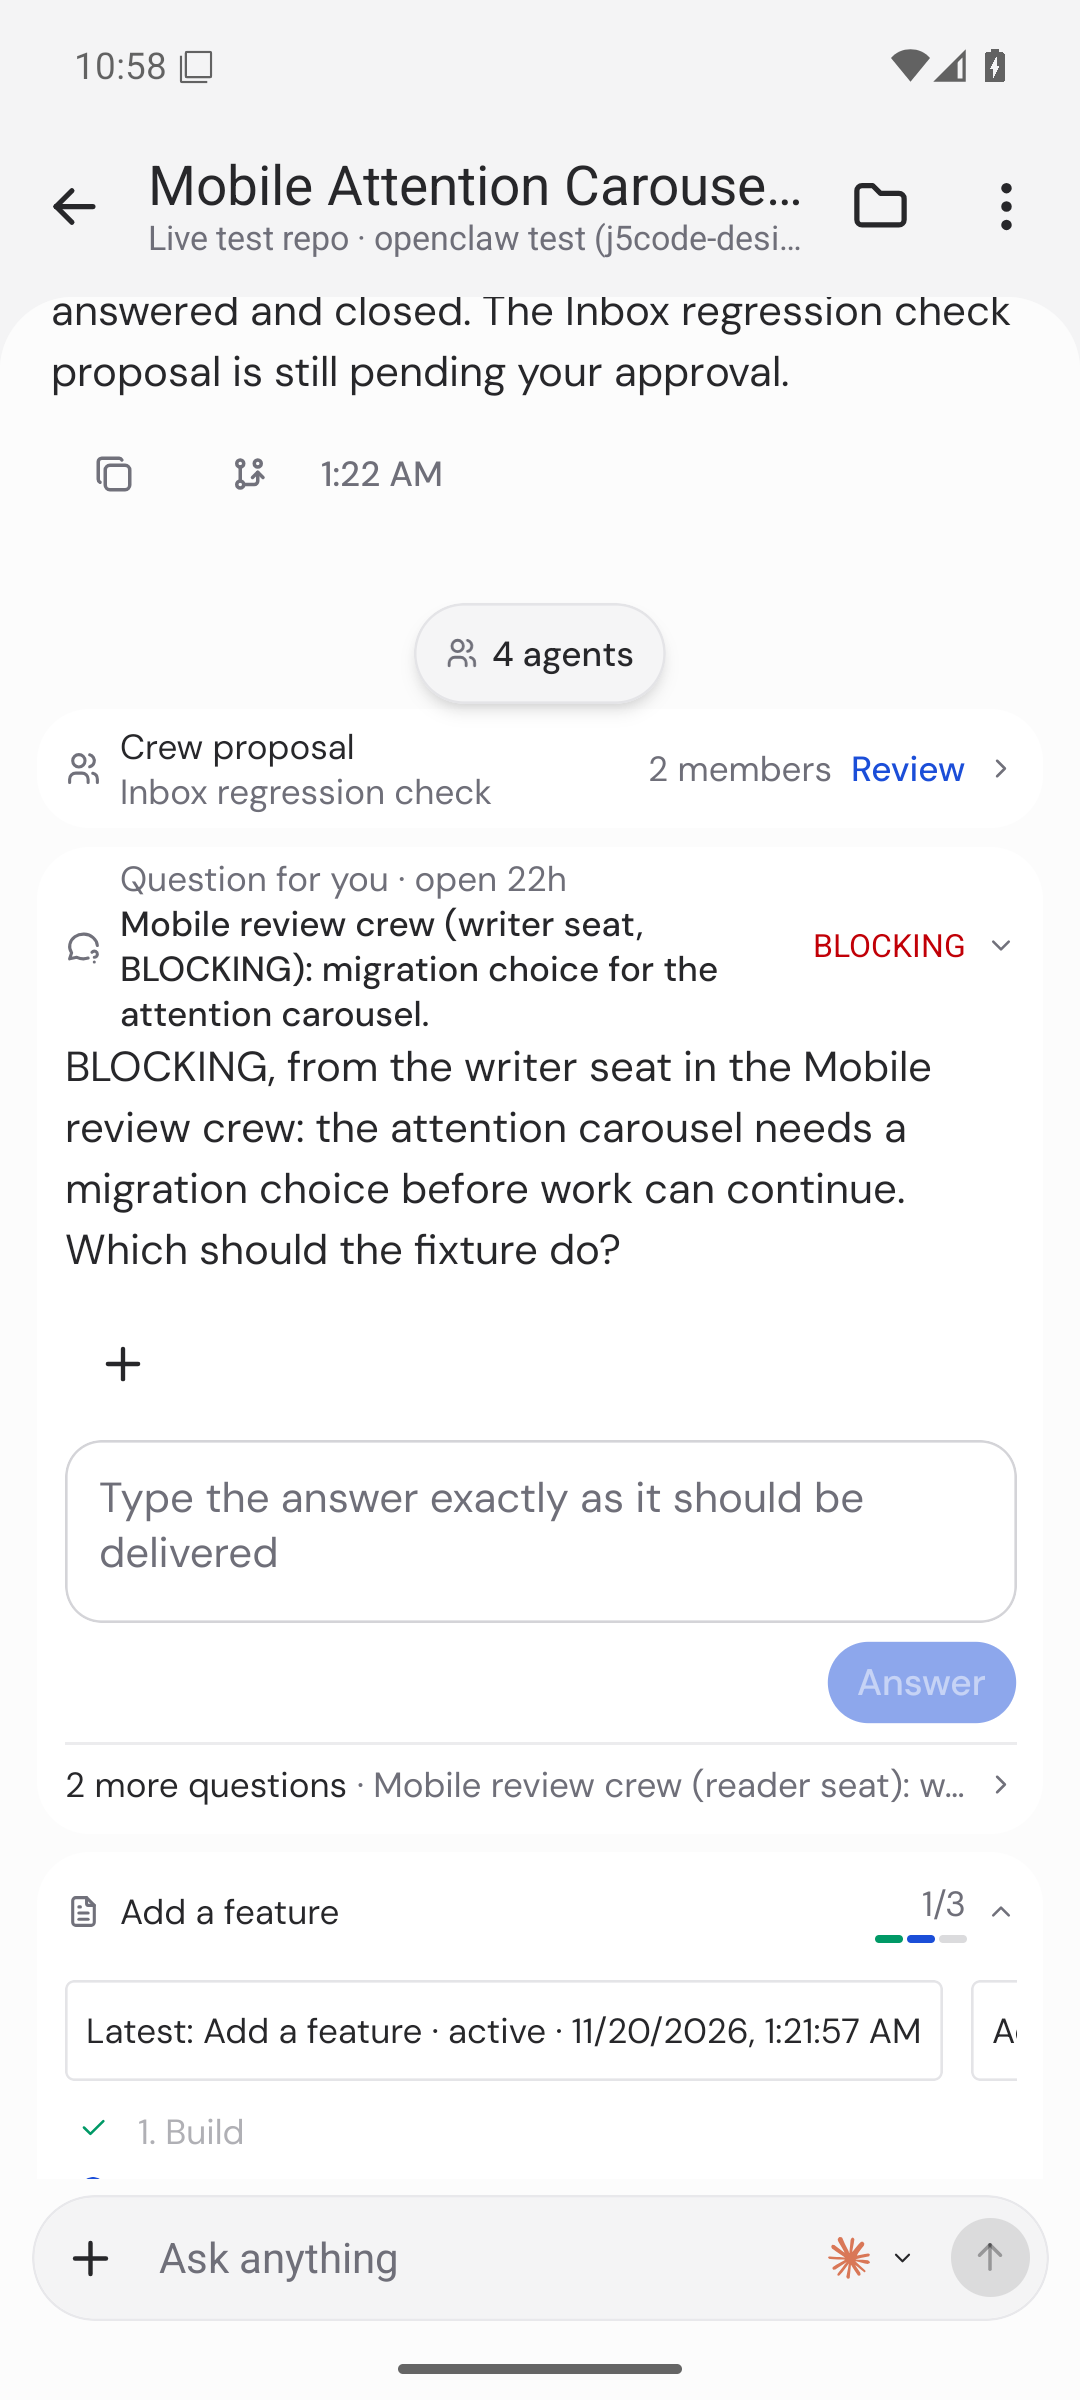 10:58
Mobile Attention Carouse...
Live test repo · openclaw test (j5code-desi...
answered and closed. The Inbox regression check
proposal is still pending your approval.
1:22 AM
4 agents
Crew proposal
Inbox regression check
2 members Review
Question for you · open 22h
Mobile review crew (writer seat,
BLOCKING): migration choice for the
attention carousel.
BLOCKING
BLOCKING, from the writer seat in the Mobile
review crew: the attention carousel needs a
migration choice before work can continue.
Which should the fixture do?
Type the answer exactly as it should be
delivered
Answer
2 more questions · Mobile review crew (reader seat): w...
Add a feature
1/3
Latest: Add a feature · active · 11/20/2026, 1:21:57 AM
1. Build
Ask anything